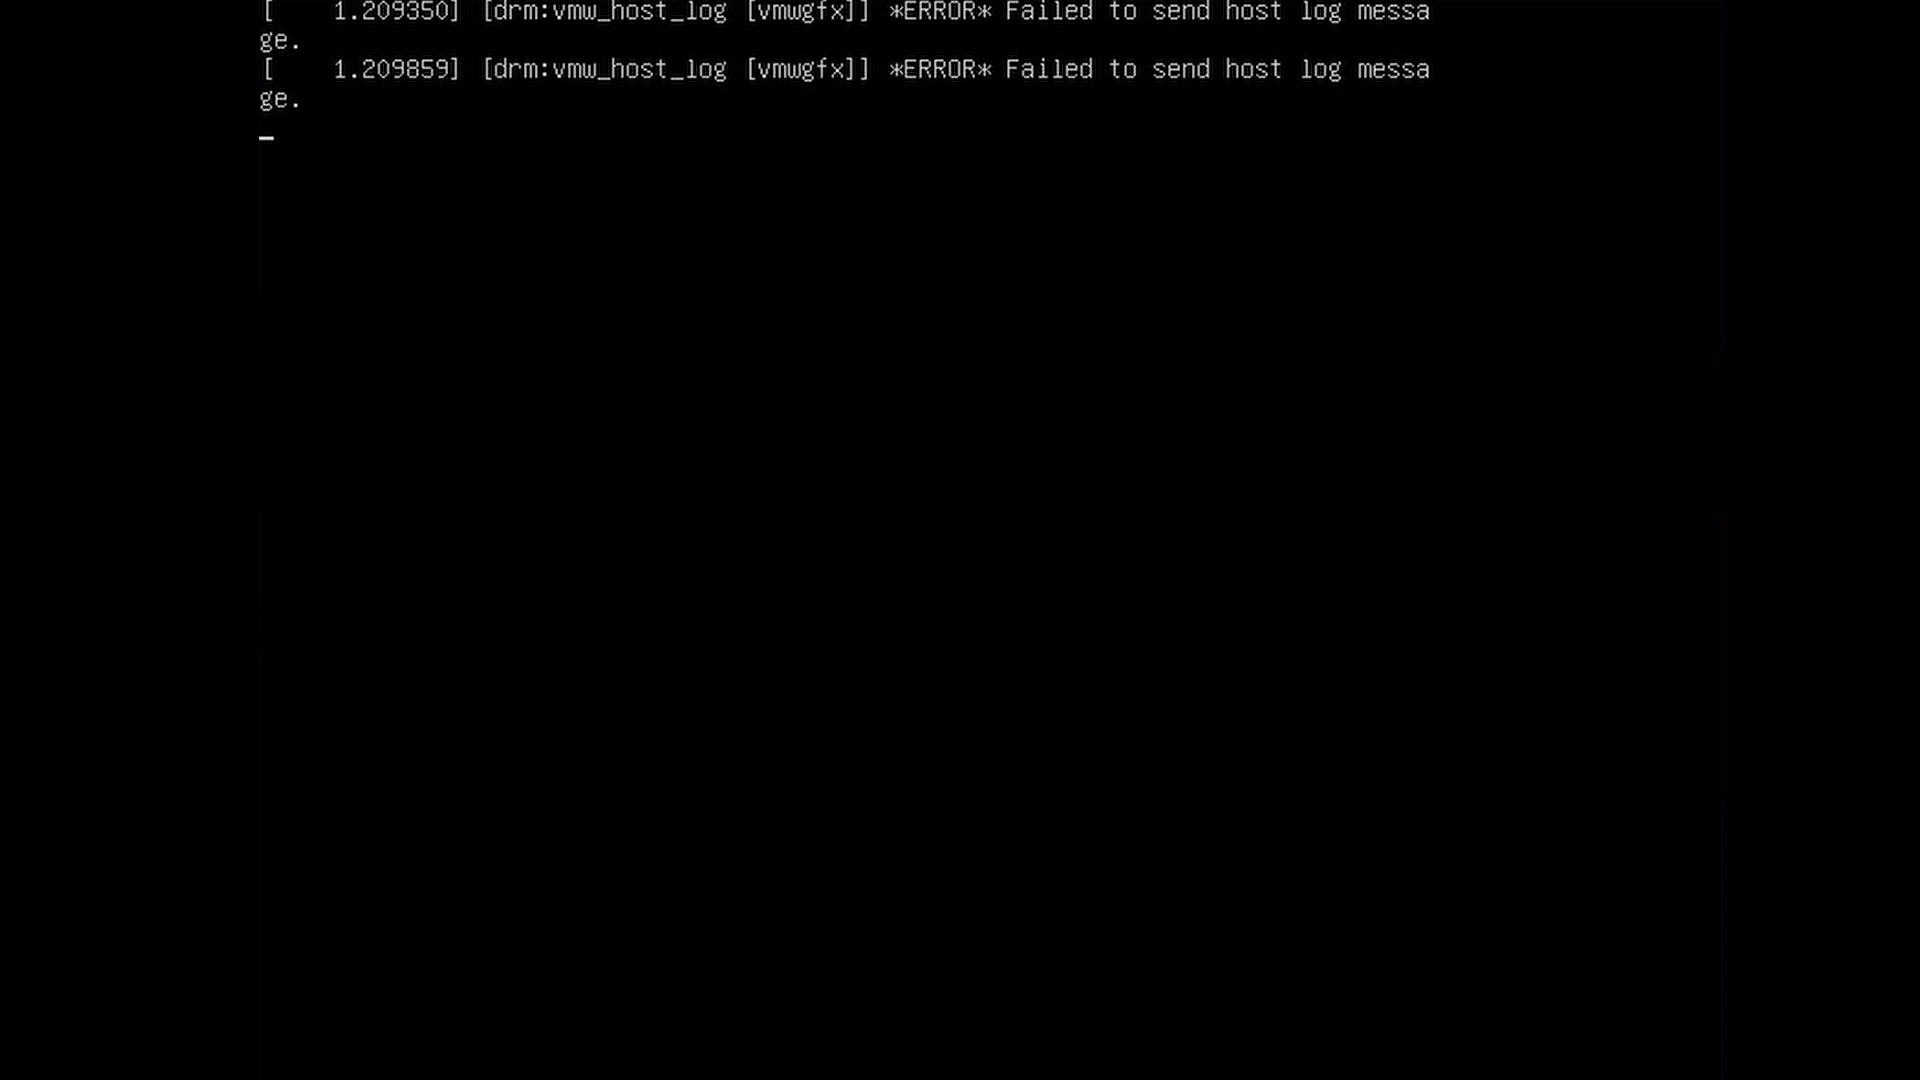 [    1.209350] [drm:vmw_host_log [vmwgfx]] *ERROR* Failed to send host log messa
ge.
[    1.209859] [drm:vmw_host_log [vmwgfx]] *ERROR* Failed to send host log messa
ge.